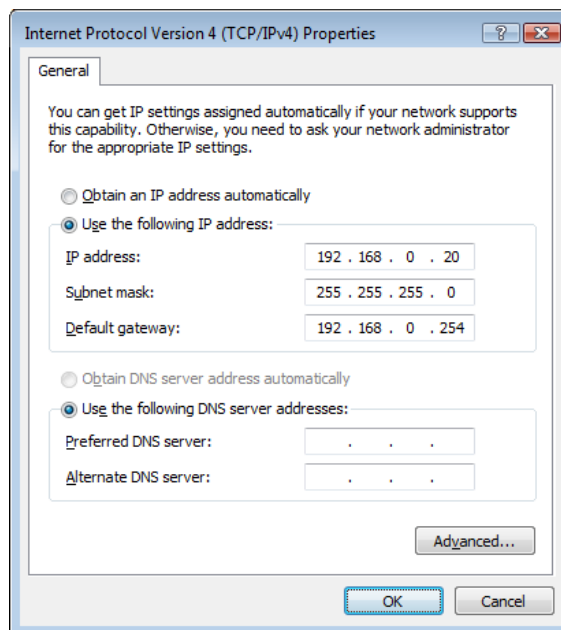 Internet Protocol Version 4 (TCP/IPv4) Properties
?
General
You can get IP settings assigned automatically if your network supports
this capability. Otherwise, you need to ask your network administrator
for the appropriate IP settings.
Obtain an IP address automatically
Use the following IP address:
IP address: 192 . 168 . 0 . 20
Subnet mask: 255 . 255 . 255 . 0
Default gateway: 192 . 168 . 0 . 254
Obtain DNS server address automatically
Use the following DNS server addresses:
Preferred DNS server: . . .
Alternate DNS server: . . .
Advanced...
OK Cancel